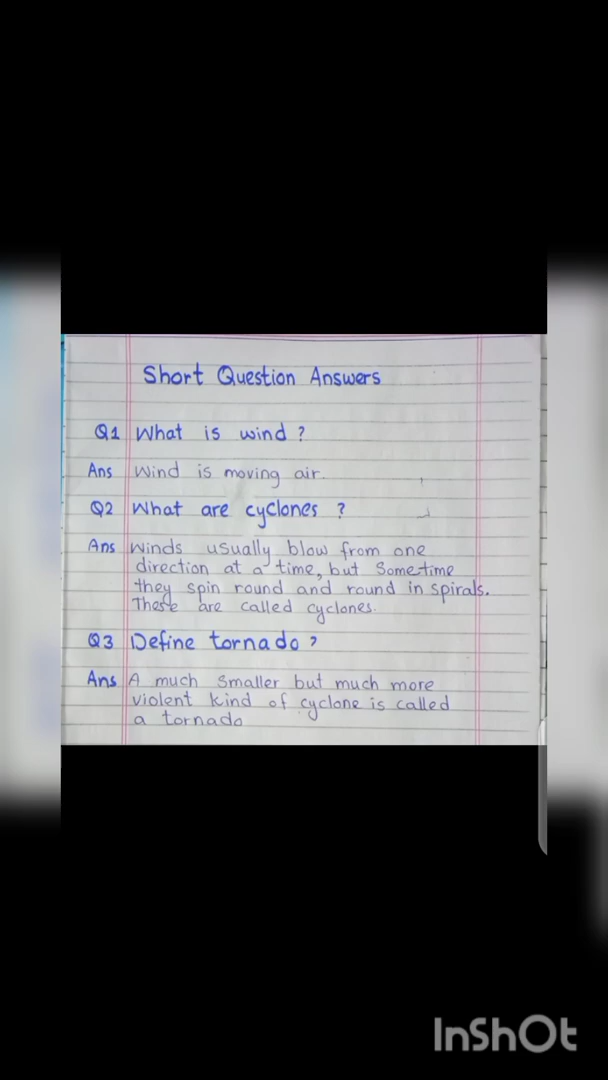 Short Question Answers
Q1 What is wind ?
Ans Wind is moving air.
Q2 What are cyclones ?
Ans Winds usually blow from one
direction at a time, but Sometime
they spin round and round in spirals.
These are called cyclones.
Q3 Define tornado ?
Ans A much smaller but much more
violent kind of cyclone is called
a tornado
InShOt